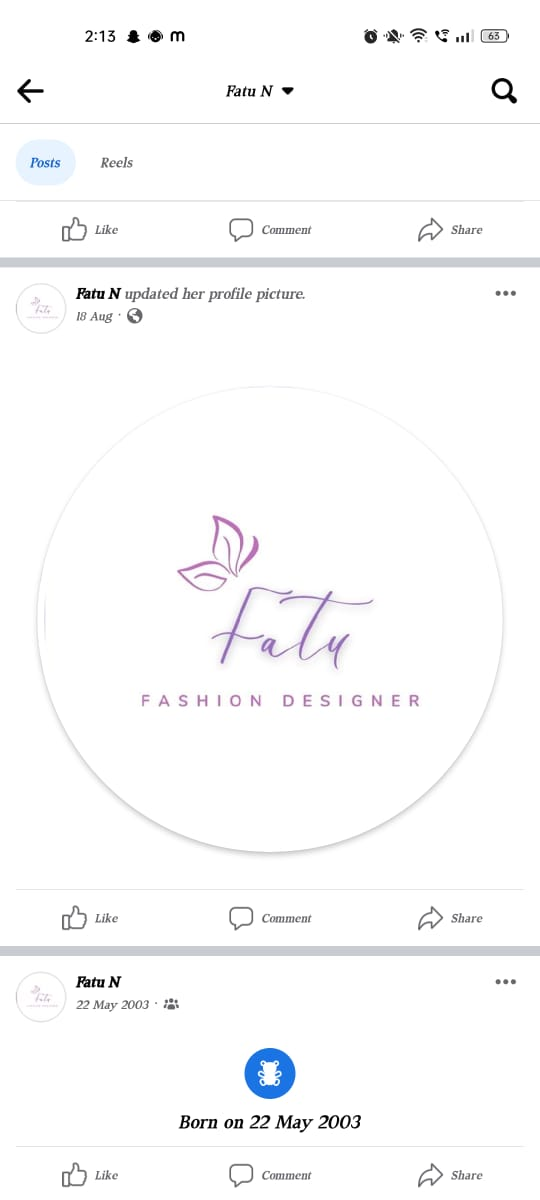 2:13 m 63
Fatu N
Posts Reels
Like Comment Share
Fatu N updated her profile picture.
18 Aug ·
Fatu
FASHION DESIGNER
Like Comment Share
Fatu N
22 May 2003 ·
Born on 22 May 2003
Like Comment Share